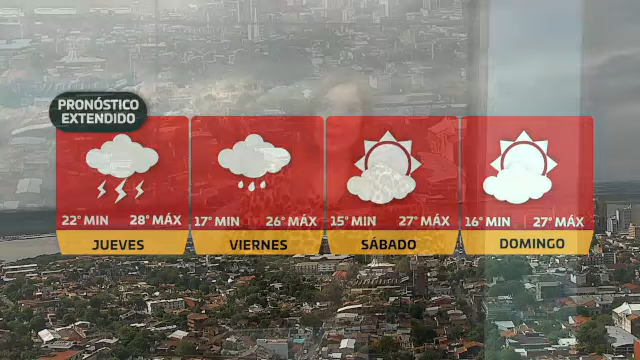 PRONÓSTICO
EXTENDIDO
22° MIN 28° MÁX
JUEVES
17° MIN 26° MÁX
VIERNES
15° MIN 27° MÁX
SÁBADO
16° MIN 27° MÁX
DOMINGO